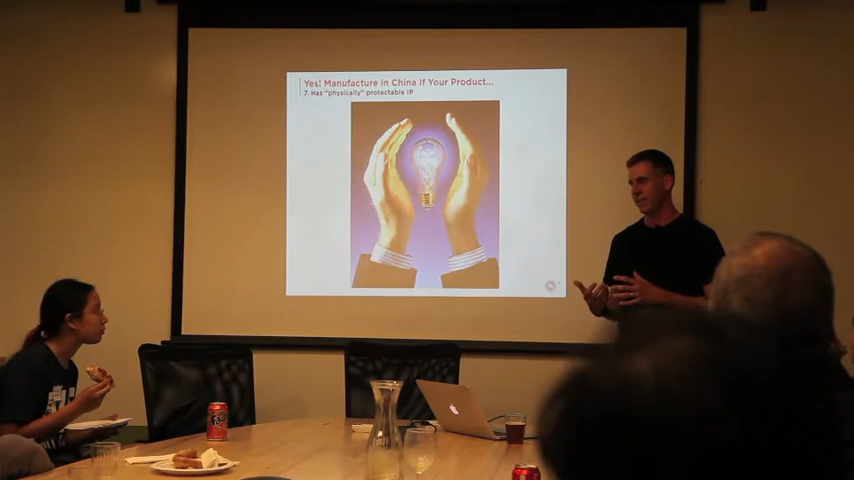 Yes! Manufacture in China If Your Product...
7. Has "physically" protectable IP